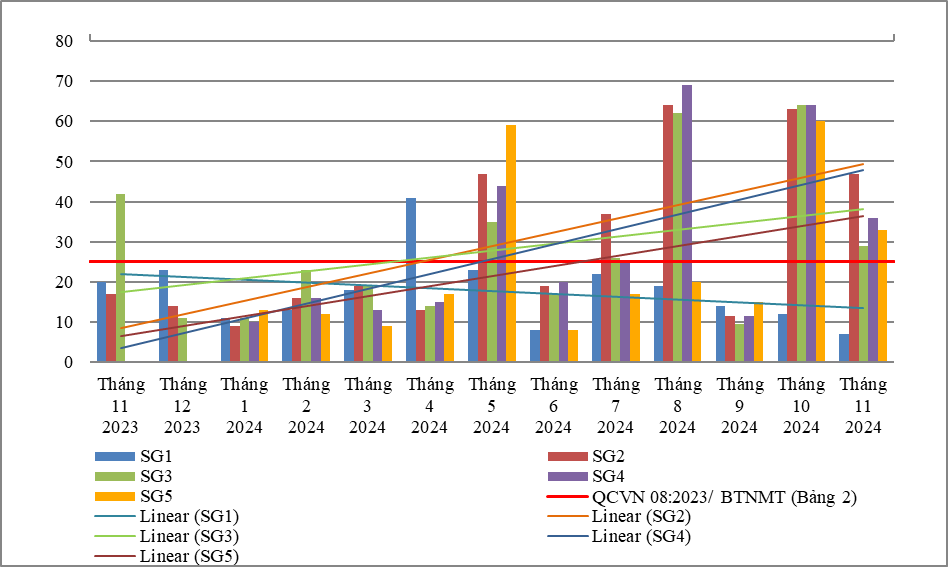 80
70
60
50
40
30
20
10
0
Tháng Tháng Tháng Tháng Tháng Tháng Tháng Tháng Tháng Tháng Tháng Tháng Tháng
11 12 1 2 3 4 5 6 7 8 9 10 11
2023 2023 2024 2024 2024 2024 2024 2024 2024 2024 2024 2024 2024
SG1 SG2
SG3 SG4
SG5 QCVN 08:2023/ BTNMT (Bảng 2)
Linear (SG1) Linear (SG2)
Linear (SG3) Linear (SG4)
Linear (SG5)